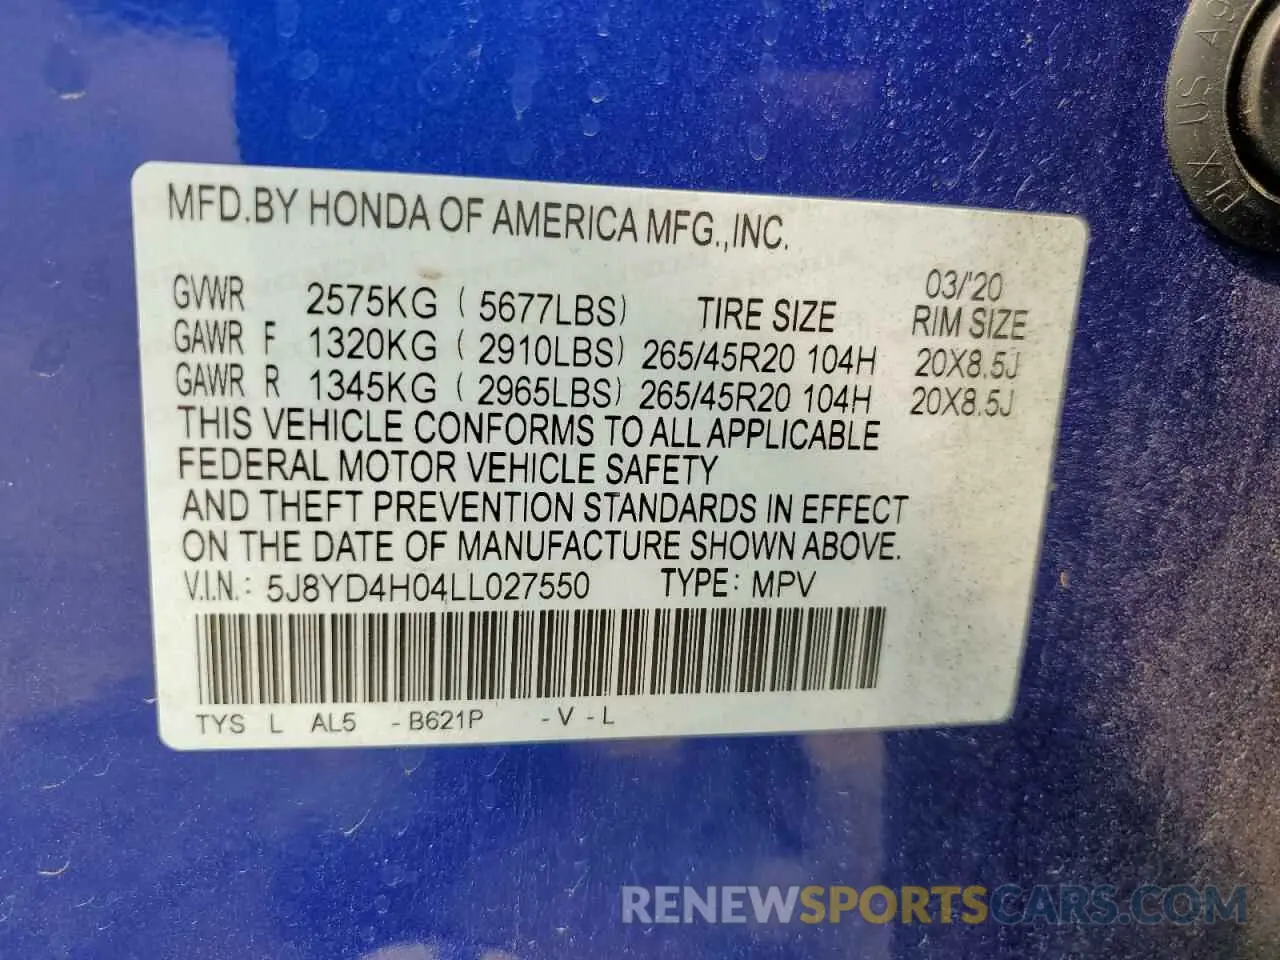 MFD.BY HONDA OF AMERICA MFG.,INC.
03/'20
GVWR 2575KG ( 5677LBS) TIRE SIZE RIM SIZE
GAWR F 1320KG ( 2910LBS) 265/45R20 104H 20X8.5J
GAWR R 1345KG ( 2965LBS) 265/45R20 104H 20X8.5J
THIS VEHICLE CONFORMS TO ALL APPLICABLE
FEDERAL MOTOR VEHICLE SAFETY
AND THEFT PREVENTION STANDARDS IN EFFECT
ON THE DATE OF MANUFACTURE SHOWN ABOVE.
V.I.N.: 5J8YD4H04LL027550 TYPE: MPV
TYS L AL5 - B621P - V - L
RENEWSPORTSCARS.COM